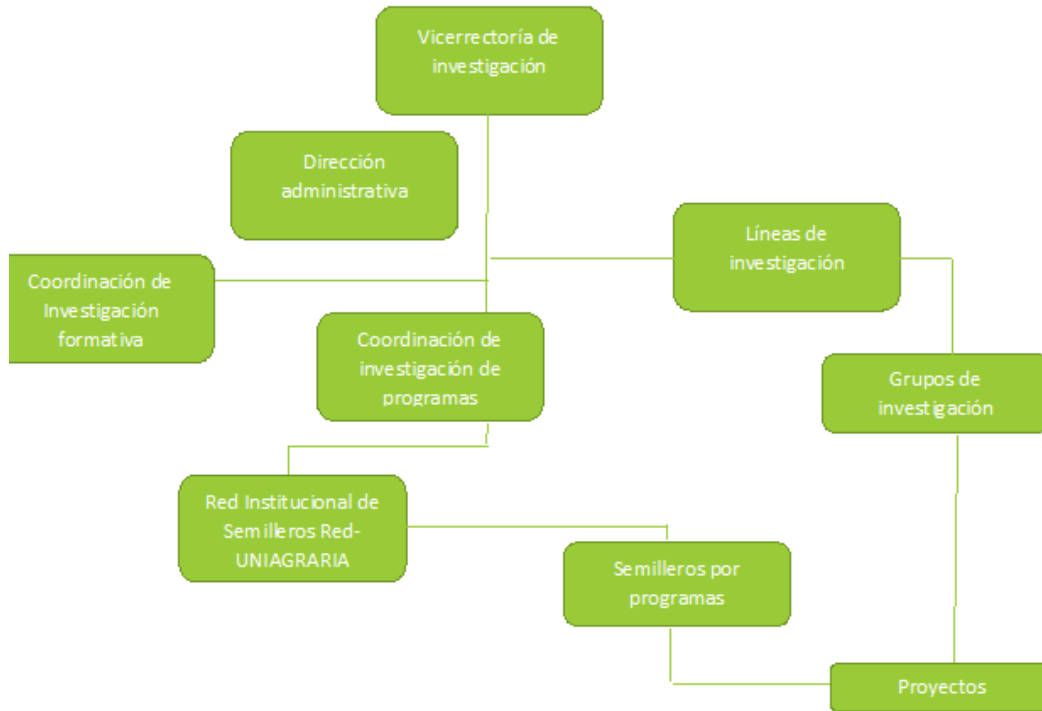 Vicerrectoría de
investigación
Dirección
administrativa
Líneas de
investigación
Coordinación de
Investigación
formativa
Coordinación de
investigación de
programas
Grupos de
investigación
Red Institucional de
Semilleros Red-
UNIAGRARIA
Semilleros por
programas
Proyectos